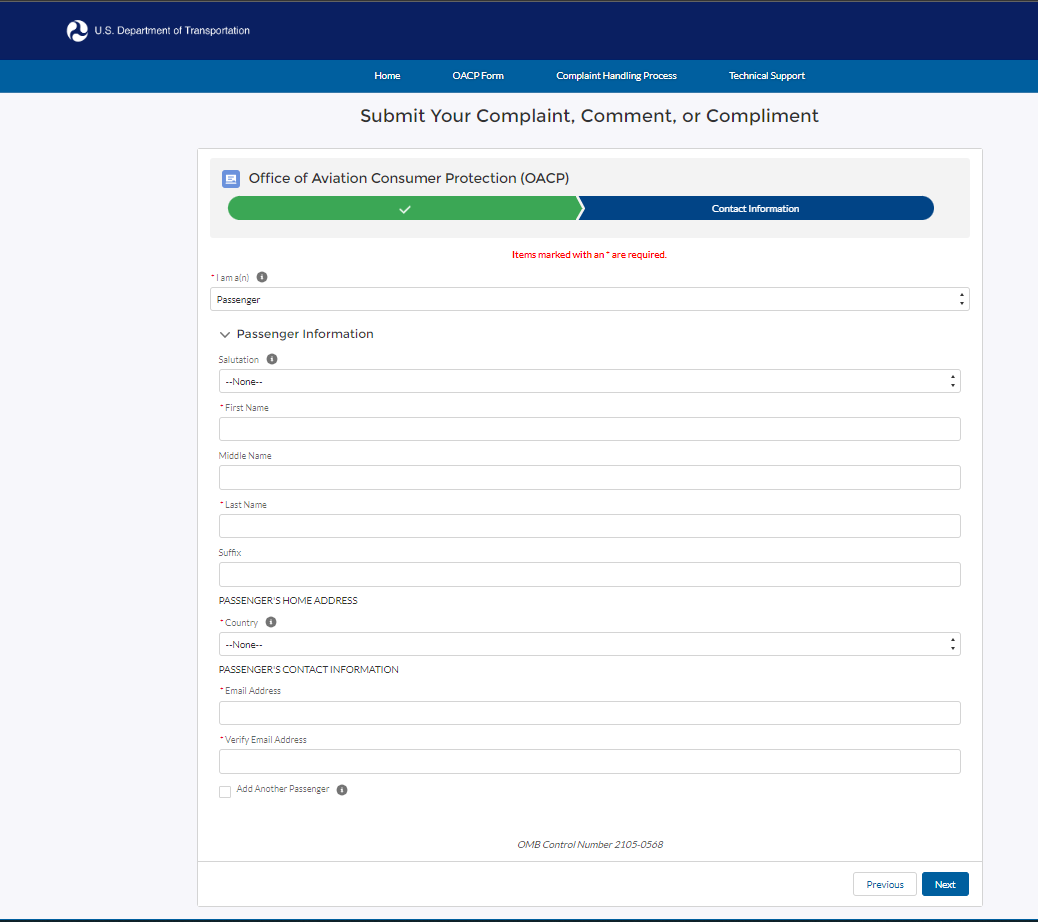 U.S. Department of Transportation
Home OACP Form Complaint Handling Process Technical Support
Submit Your Complaint, Comment, or Compliment
Office of Aviation Consumer Protection (OACP)
Contact Information
Items marked with an * are required.
* I am a(n)
Passenger
Passenger Information
Salutation
--None--
* First Name
Middle Name
* Last Name
Suffix
PASSENGER'S HOME ADDRESS
* Country
--None--
PASSENGER'S CONTACT INFORMATION
* Email Address
* Verify Email Address
Add Another Passenger
OMB Control Number 2105-0568
Previous Next